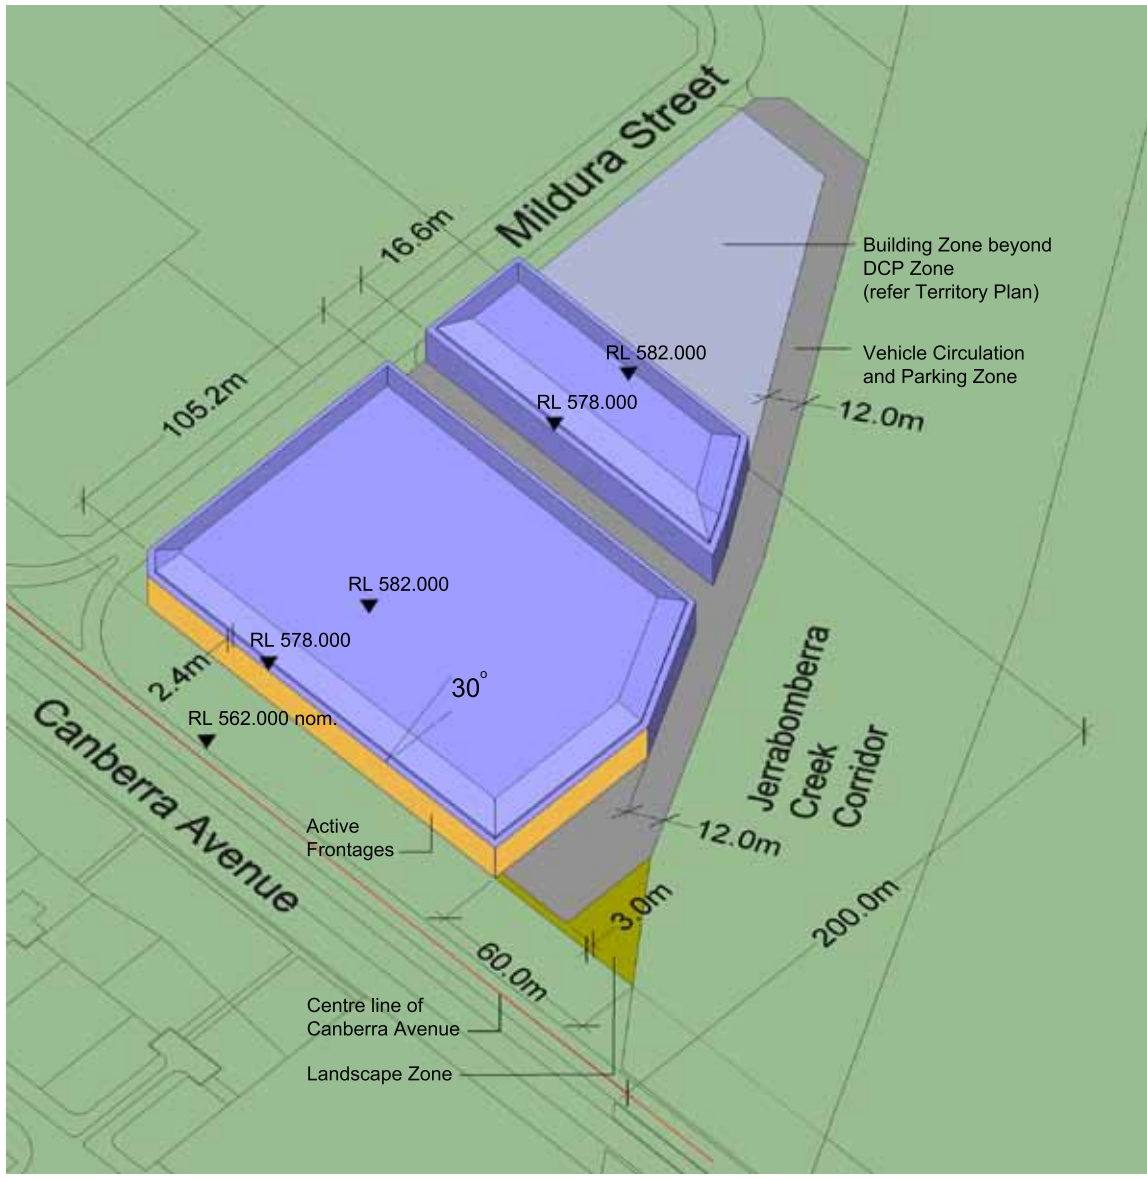 Mildura Street
16.6m
Building Zone beyond
DCP Zone
(refer Territory Plan)
RL 582.000
Vehicle Circulation
and Parking Zone
105.2m
RL 578.000
12.0m
RL 582.000
RL 578.000
2.4m
30°
RL 562.000 nom.
Jerrabomberra
Creek
Corridor
Canberra Avenue
Active
Frontages
12.0m
3.0m
200.0m
60.0m
Centre line of
Canberra Avenue
Landscape Zone